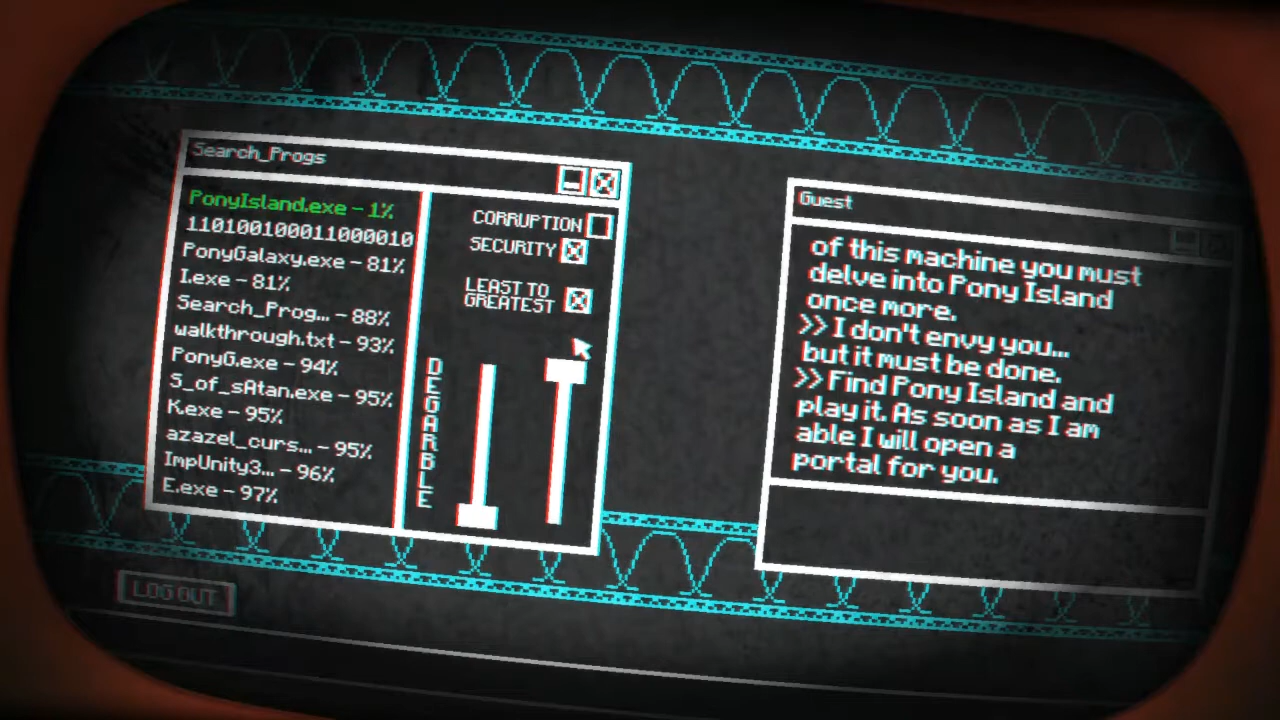 Search_Progs
PonyIsland.exe - 1%
110100100011000010
PonyGalaxy.exe - 81%
I.exe - 81%
Search_Prog... - 88%
walkthrough.txt - 93%
PonyG.exe - 94%
S_of_sAtan.exe - 95%
K.exe - 95%
azazel_curs... - 95%
ImpUnity3... - 96%
E.exe - 97%
CORRUPTION
SECURITY
LEAST TO
GREATEST
DEGARBLE
Guest
of this machine you must
delve into Pony Island
once more.
>> I don't envy you...
but it must be done.
>> Find Pony Island and
play it. As soon as I am
able I will open a
portal for you.
LOG OUT